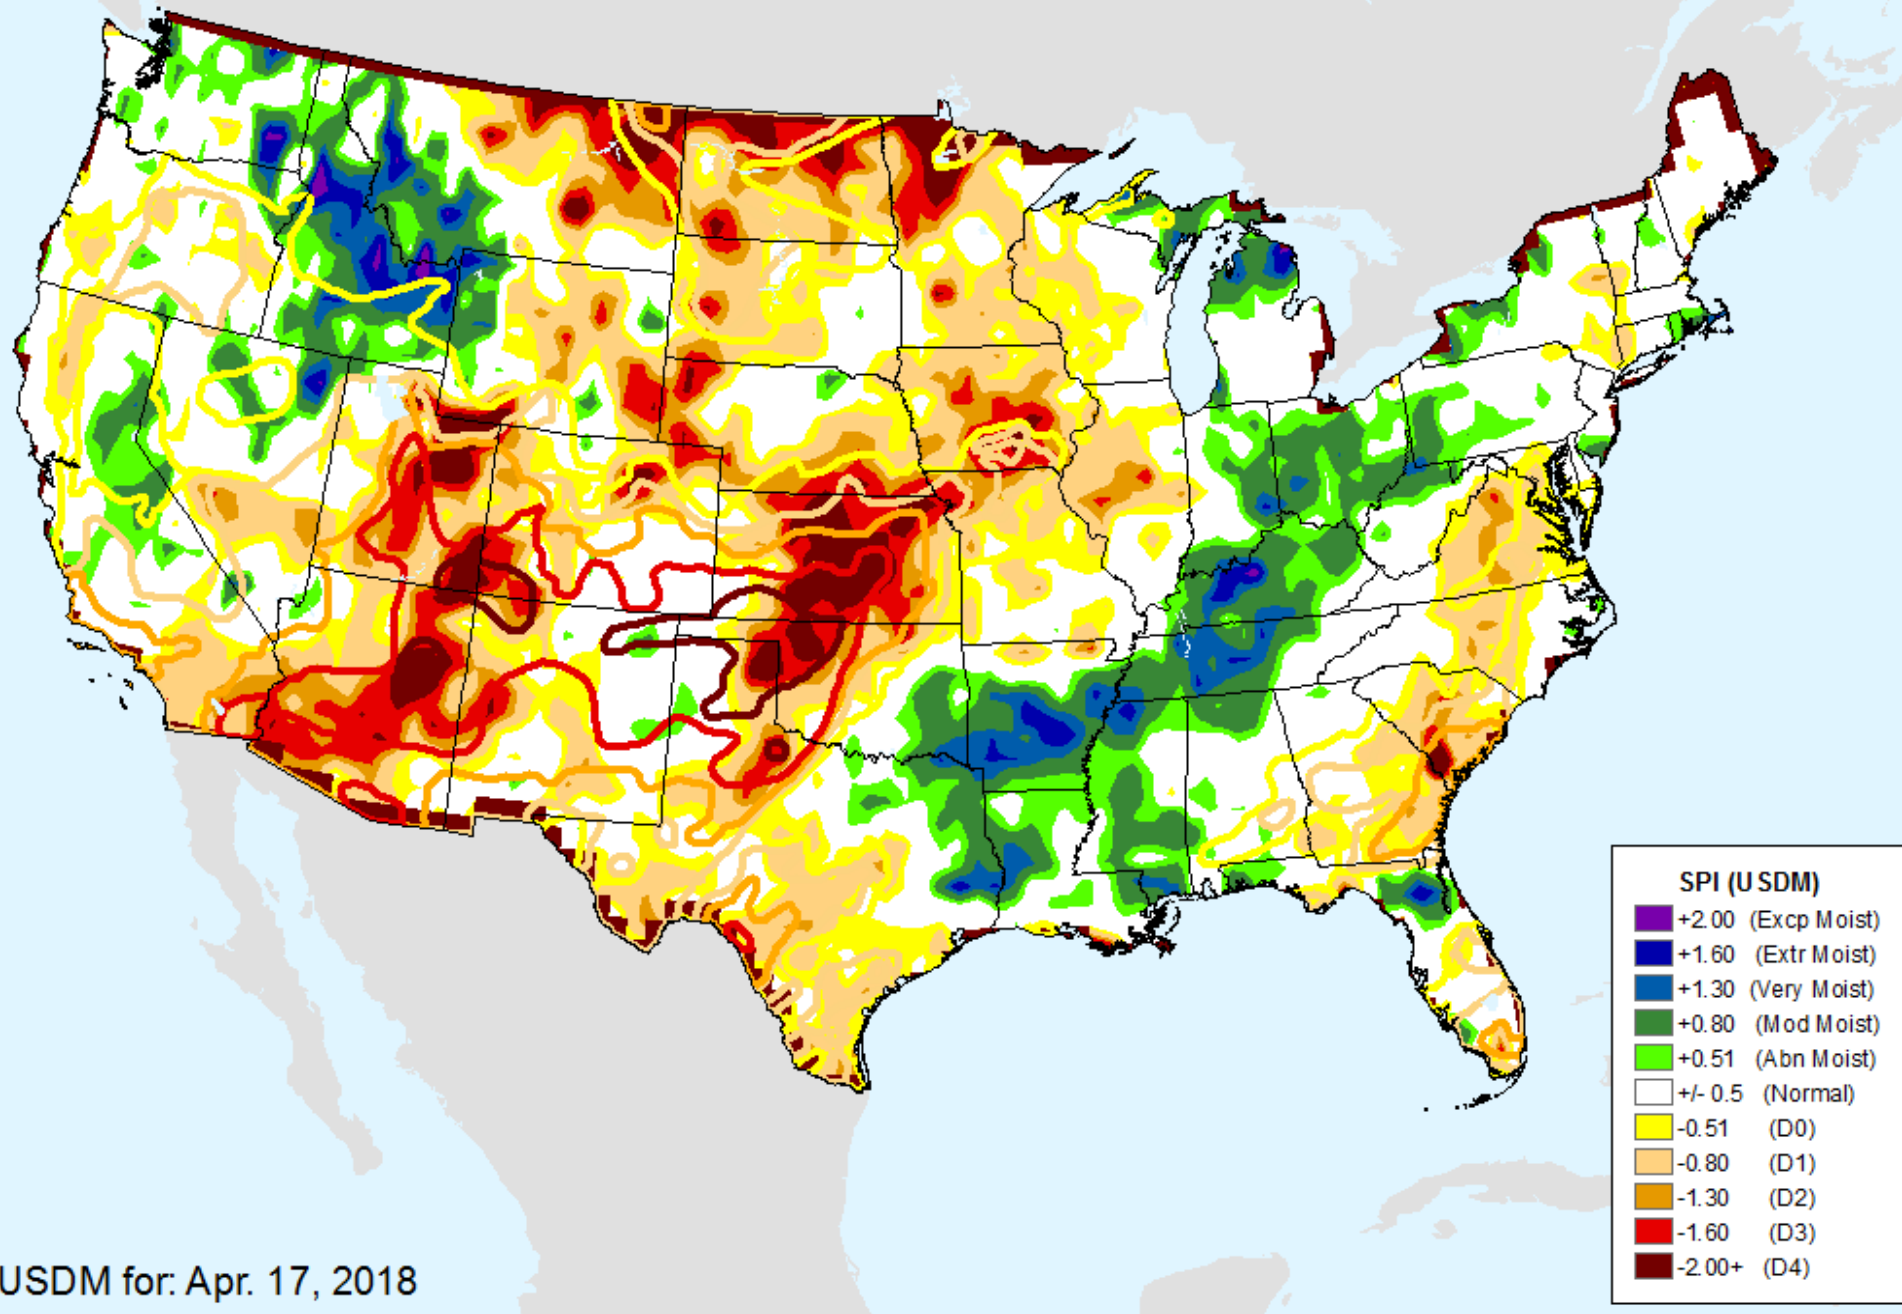 SPI (USDM)
+2.00 (Excp Moist)
+1.60 (Extr Moist)
+1.30 (Very Moist)
+0.80 (Mod Moist)
+0.51 (Abn Moist)
+/- 0.5 (Normal)
-0.51 (D0)
-0.80 (D1)
-1.30 (D2)
-1.60 (D3)
-2.00+ (D4)
USDM for: Apr. 17, 2018